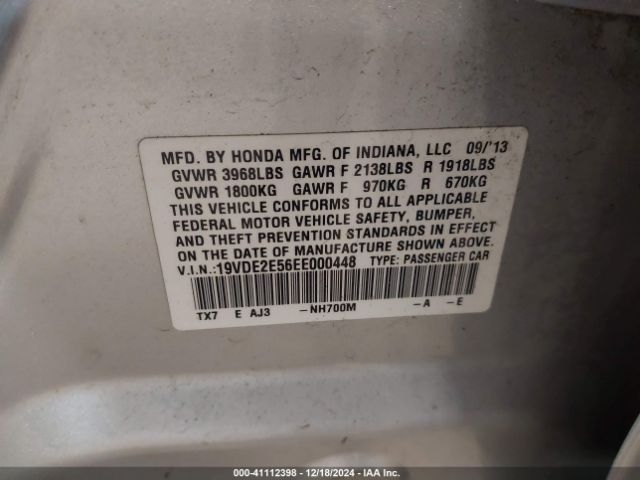 MFD. BY HONDA MFG. OF INDIANA, LLC 09/'13
GVWR 3968LBS GAWR F 2138LBS R 1918LBS
GVWR 1800KG GAWR F 970KG R 670KG
THIS VEHICLE CONFORMS TO ALL APPLICABLE
FEDERAL MOTOR VEHICLE SAFETY, BUMPER,
AND THEFT PREVENTION STANDARDS IN EFFECT
ON THE DATE OF MANUFACTURE SHOWN ABOVE.
V.I.N.:19VDE2E56EE000448 TYPE: PASSENGER CAR
TX7 E AJ3 -NH700M -A -E
000-41112398 - 12/18/2024 - IAA Inc.